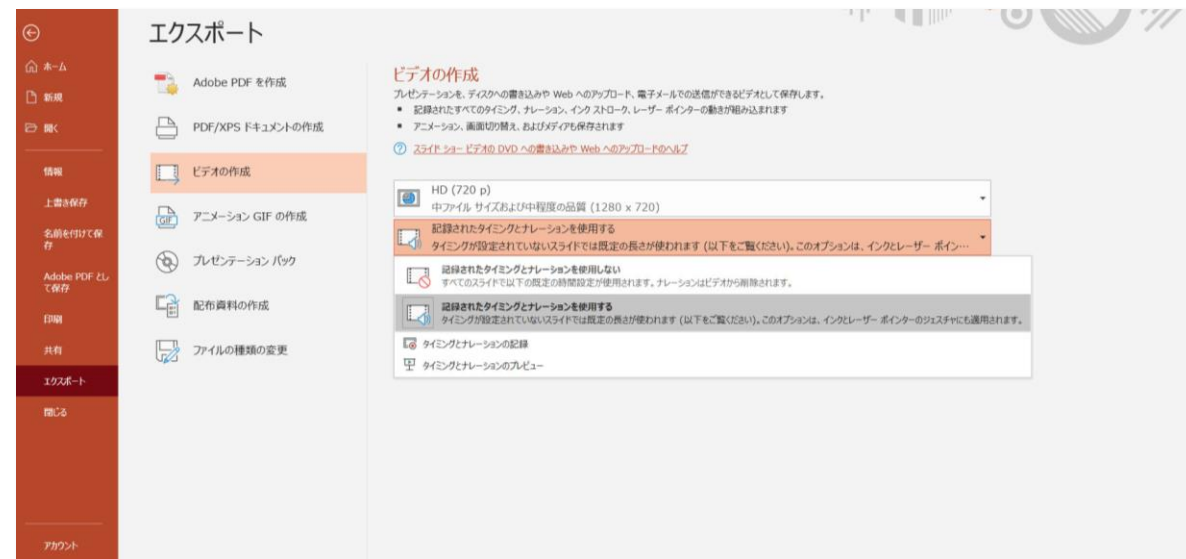 エクスポート
ホーム
新規
開く
情報
上書き保存
名前を付けて保
存
Adobe PDF とし
て保存
印刷
共有
エクスポート
閉じる
アカウント
Adobe PDF を作成
PDF/XPS ドキュメントの作成
ビデオの作成
GIF
アニメーション GIF の作成
プレゼンテーション パック
配布資料の作成
ファイルの種類の変更
ビデオの作成
プレゼンテーションを、ディスクへの書き込みや Web へのアップロード、電子メールでの送信ができるビデオとして保存します。
▪ 記録されたすべてのタイミング、ナレーション、インク ストローク、レーザー ポインターの動きが組み込まれます
▪ アニメーション、画面切り替え、およびメディアも保存されます
? スライド ショー ビデオの DVD への書き込みや Web へのアップロードのヘルプ
HD (720 p)
中ファイル サイズおよび中程度の品質 (1280 x 720)
記録されたタイミングとナレーションを使用する
タイミングが設定されていないスライドでは既定の長さが使われます (以下をご覧ください)。このオプションは、インクとレーザー ポイン…
記録されたタイミングとナレーションを使用しない
すべてのスライドで以下の既定の時間設定が使用されます。ナレーションはビデオから削除されます。
記録されたタイミングとナレーションを使用する
タイミングが設定されていないスライドでは既定の長さが使われます (以下をご覧ください)。このオプションは、インクとレーザー ポインターのジェスチャにも適用されます。
タイミングとナレーションの記録
タイミングとナレーションのプレビュー